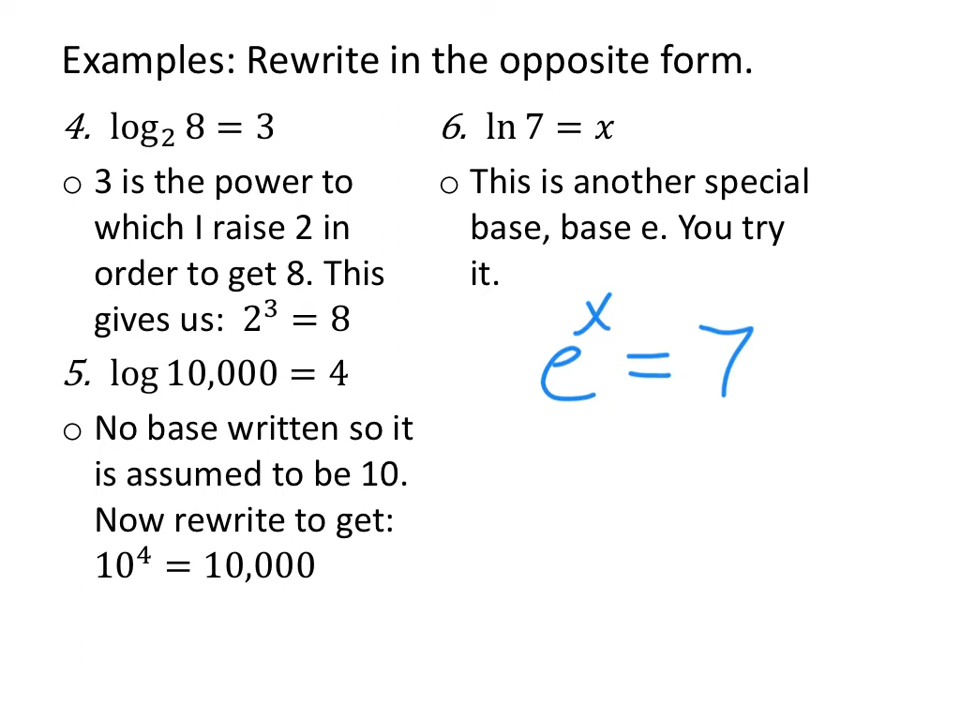 Examples: Rewrite in the opposite form.
4. log₂ 8 = 3
○ 3 is the power to
which I raise 2 in
order to get 8. This
gives us: 2³ = 8
5. log 10,000 = 4
○ No base written so it
is assumed to be 10.
Now rewrite to get:
10⁴ = 10,000
6. ln 7 = x
○ This is another special
base, base e. You try
it.
eˣ = 7